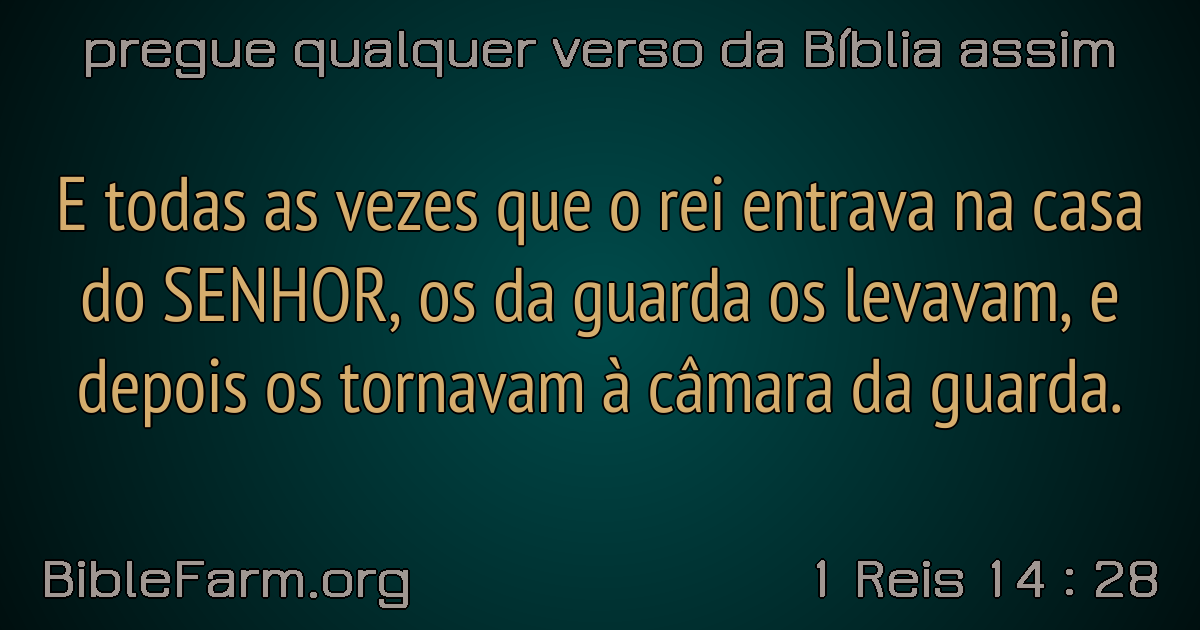 pregue qualquer verso da Bíblia assim
E todas as vezes que o rei entrava na casa
do SENHOR, os da guarda os levavam, e
depois os tornavam à câmara da guarda.
BibleFarm.org
1 Reis 14 : 28